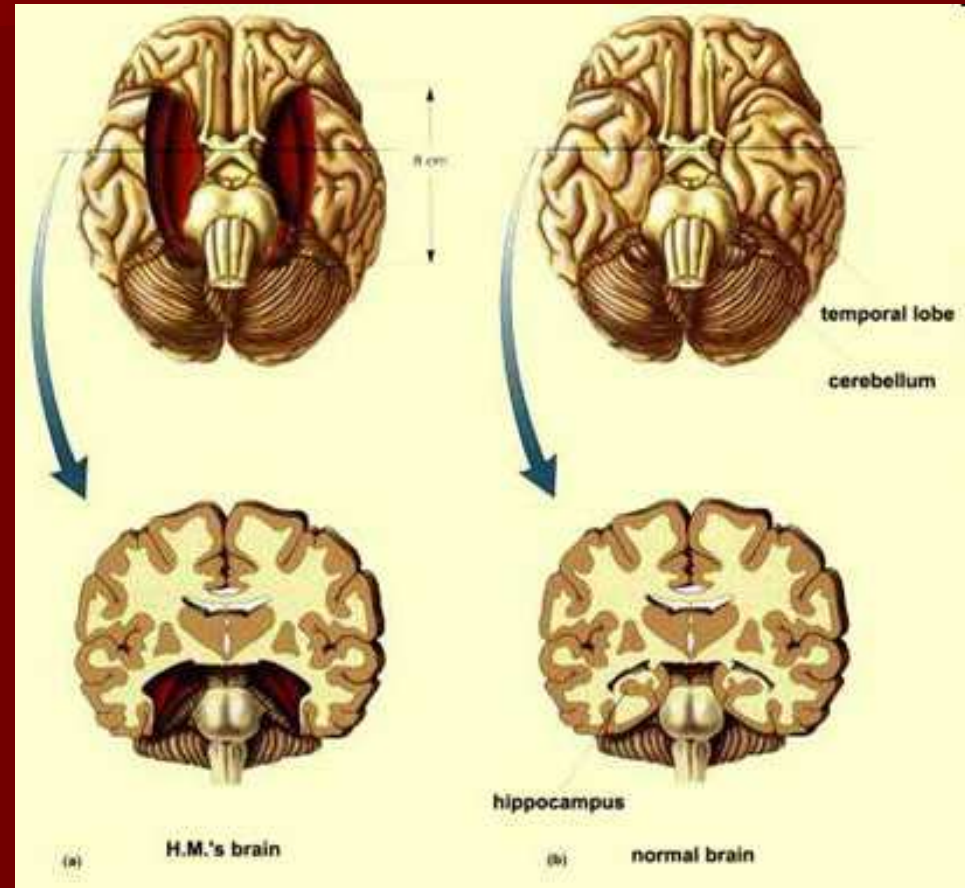 8 cm
temporal lobe
cerebellum
hippocampus
(a)
H.M.'s brain
(b)
normal brain